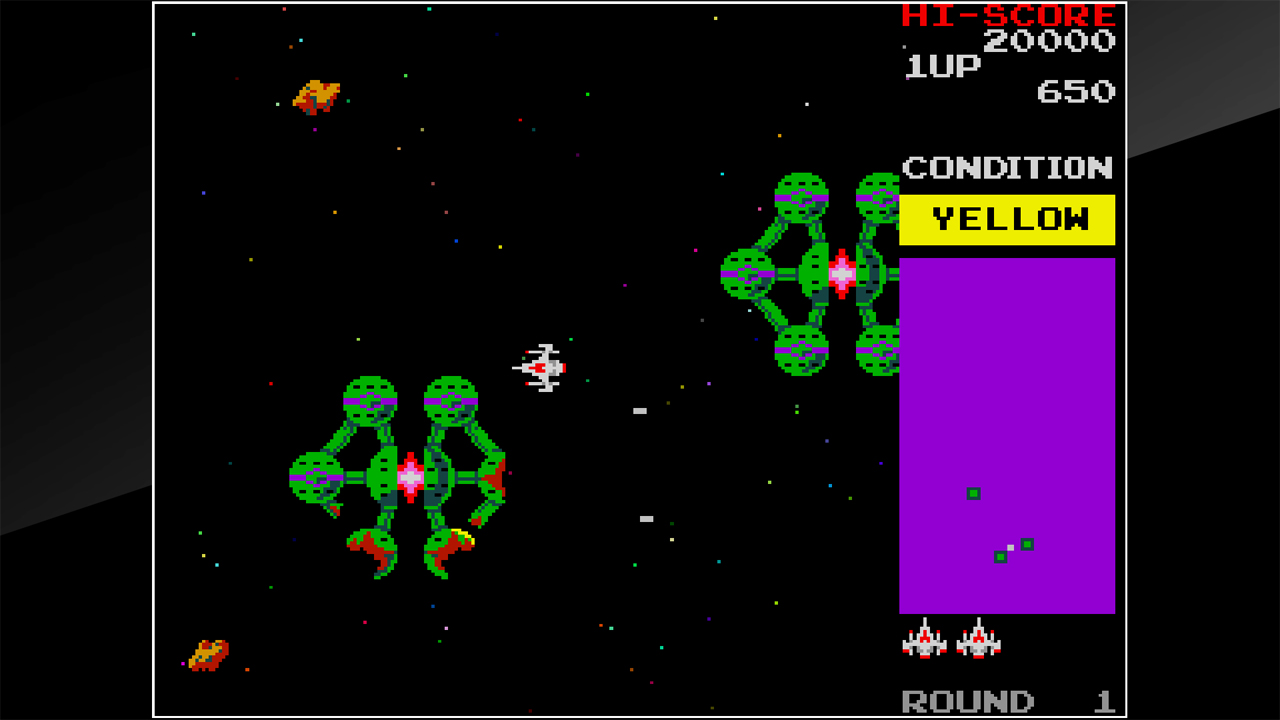 HI-SCORE
20000
1UP
650
CONDITION
YELLOW
ROUND 1